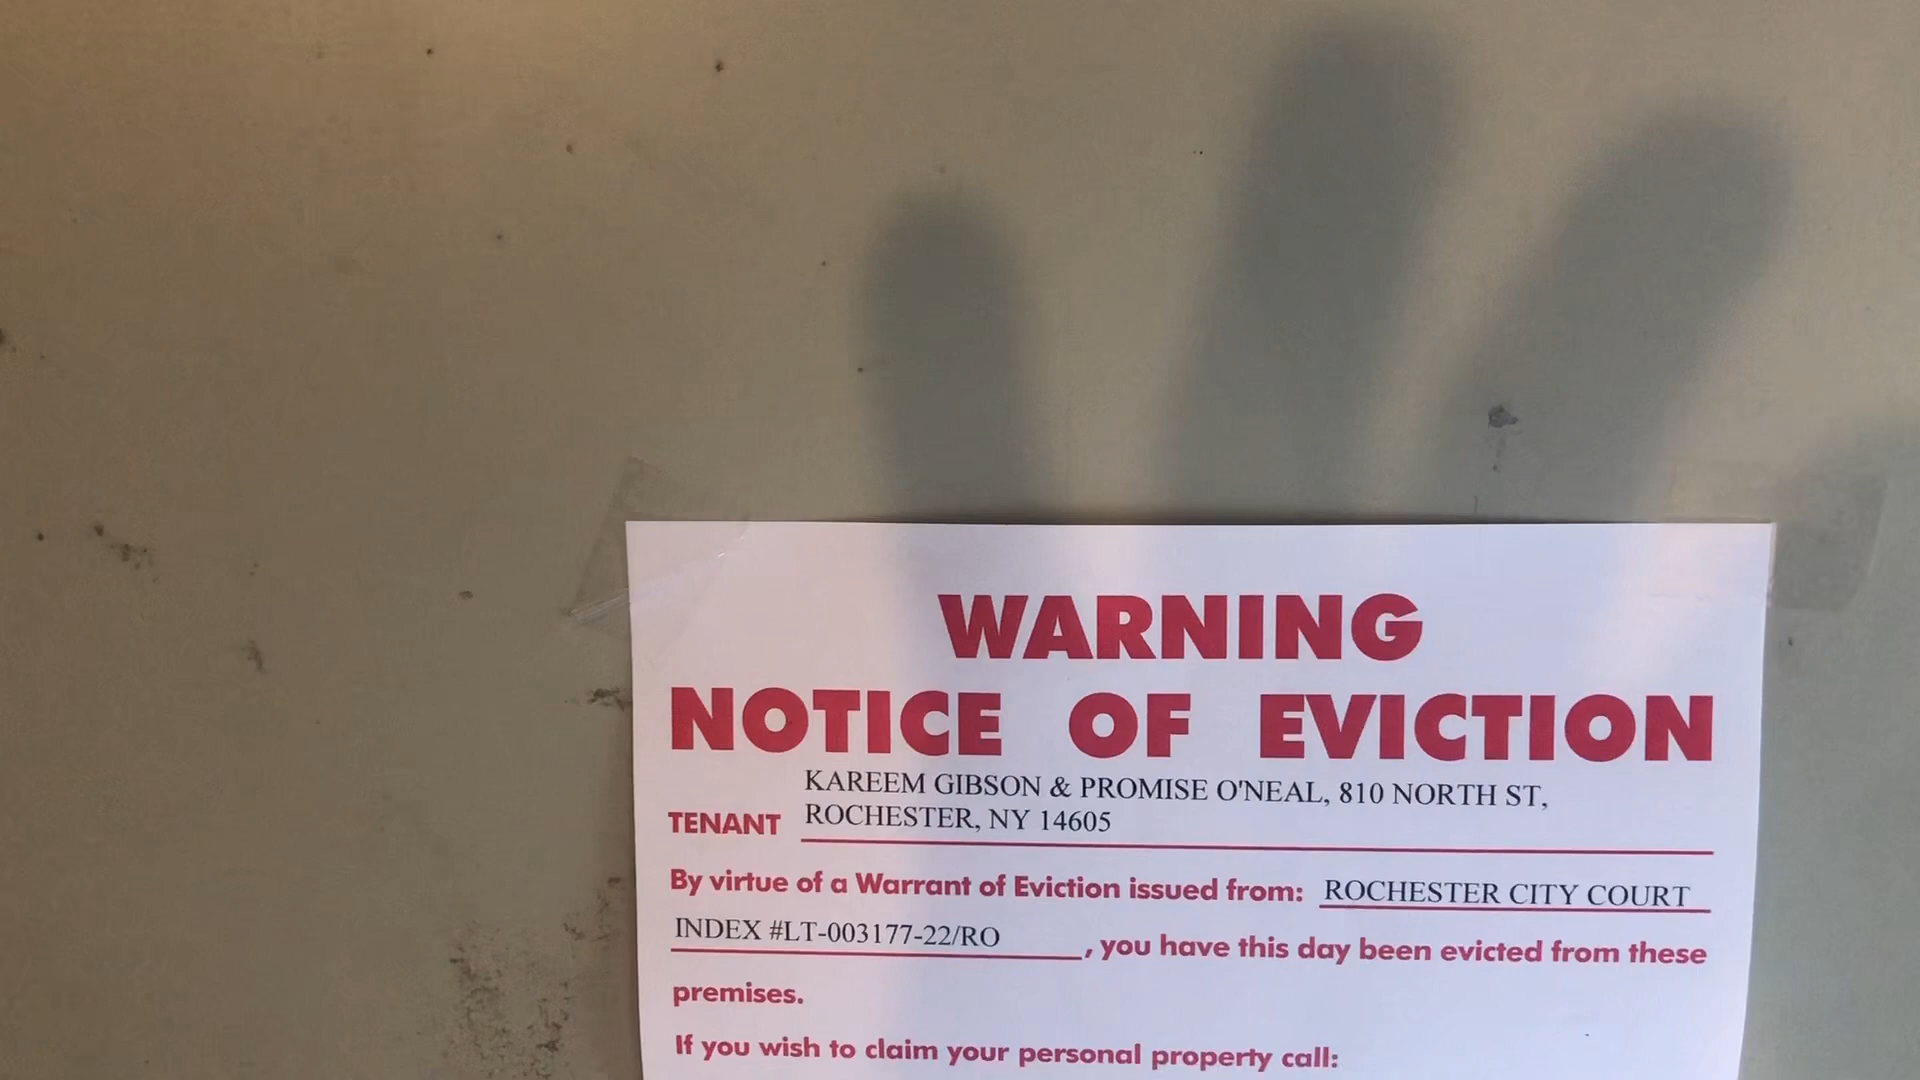 WARNING
NOTICE OF EVICTION
KAREEM GIBSON & PROMISE O'NEAL, 810 NORTH ST,
TENANT ROCHESTER, NY 14605
By virtue of a Warrant of Eviction issued from: ROCHESTER CITY COURT
INDEX #LT-003177-22/RO, you have this day been evicted from these
premises.
If you wish to claim your personal property call: